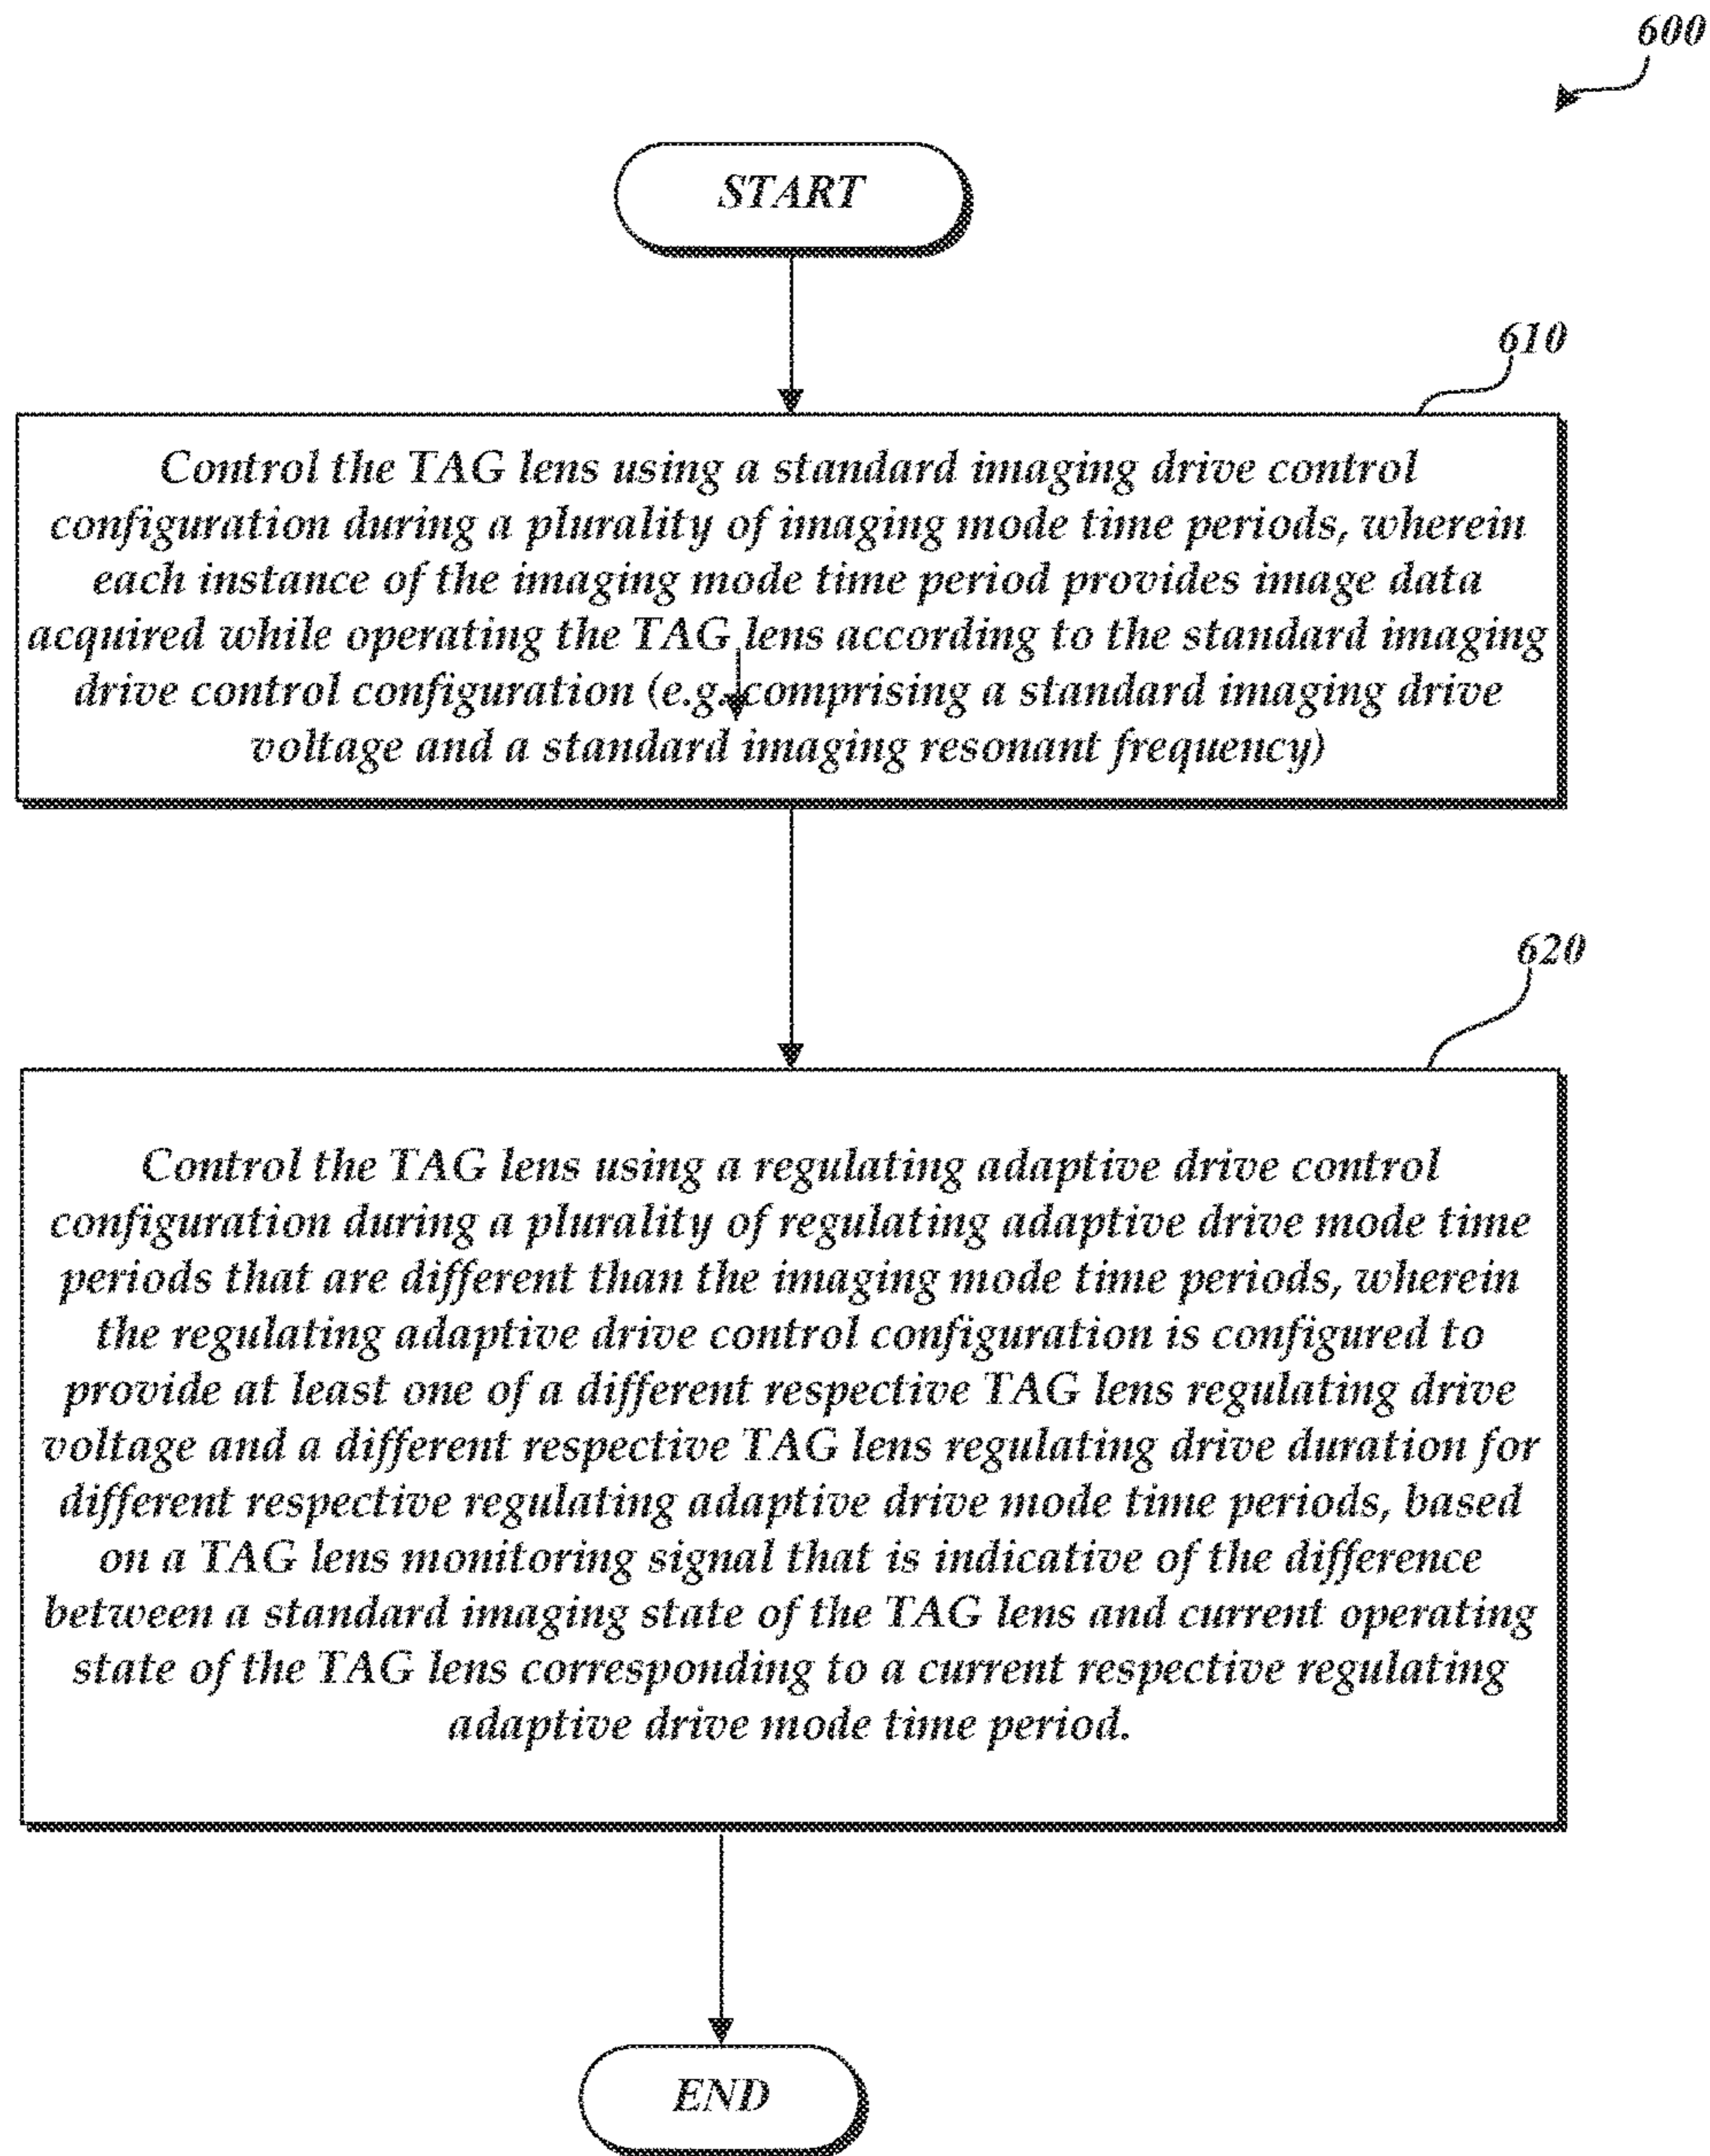 600
START
610
Control the TAG lens using a standard imaging drive control
configuration during a plurality of imaging mode time periods, wherein
each instance of the imaging mode time period provides image data
acquired while operating the TAG lens according to the standard imaging
drive control configuration (e.g. comprising a standard imaging drive
voltage and a standard imaging resonant frequency)
620
Control the TAG lens using a regulating adaptive drive control
configuration during a plurality of regulating adaptive drive mode time
periods that are different than the imaging mode time periods, wherein
the regulating adaptive drive control configuration is configured to
provide at least one of a different respective TAG lens regulating drive
voltage and a different respective TAG lens regulating drive duration for
different respective regulating adaptive drive mode time periods, based
on a TAG lens monitoring signal that is indicative of the difference
between a standard imaging state of the TAG lens and current operating
state of the TAG lens corresponding to a current respective regulating
adaptive drive mode time period.
END